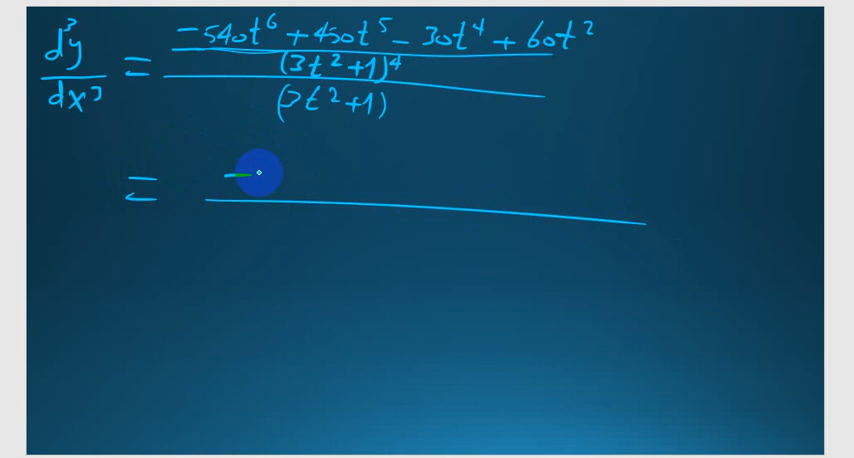 d³y/dx³ = ((-540t⁶ + 450t⁵ - 30t⁴ + 60t²)/(3t²+1)⁴)/(3t²+1)
= -